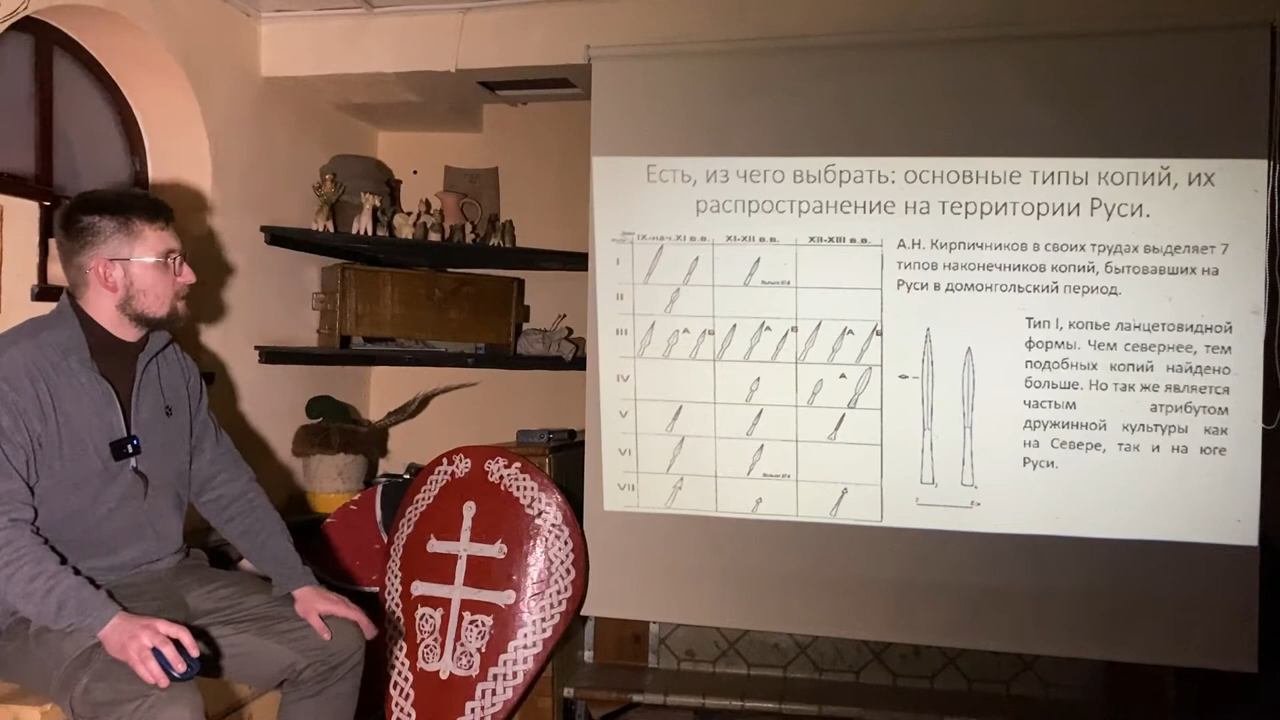 Есть, из чего выбрать: основные типы копий, их
распространение на территории Руси.
IX-нач.XI в.в. XI-XII в.в. XII-XIII в.в.
I
II
III А А А
IV А
V
VI
VII
А.Н. Кирпичников в своих трудах выделяет 7
типов наконечников копий, бытовавших на
Руси в домонгольский период.
Тип I, копье ланцетовидной
формы. Чем севернее, тем
подобных копий найдено
больше. Но так же является
частым атрибутом
дружинной культуры как
на Севере, так и на юге
Руси.